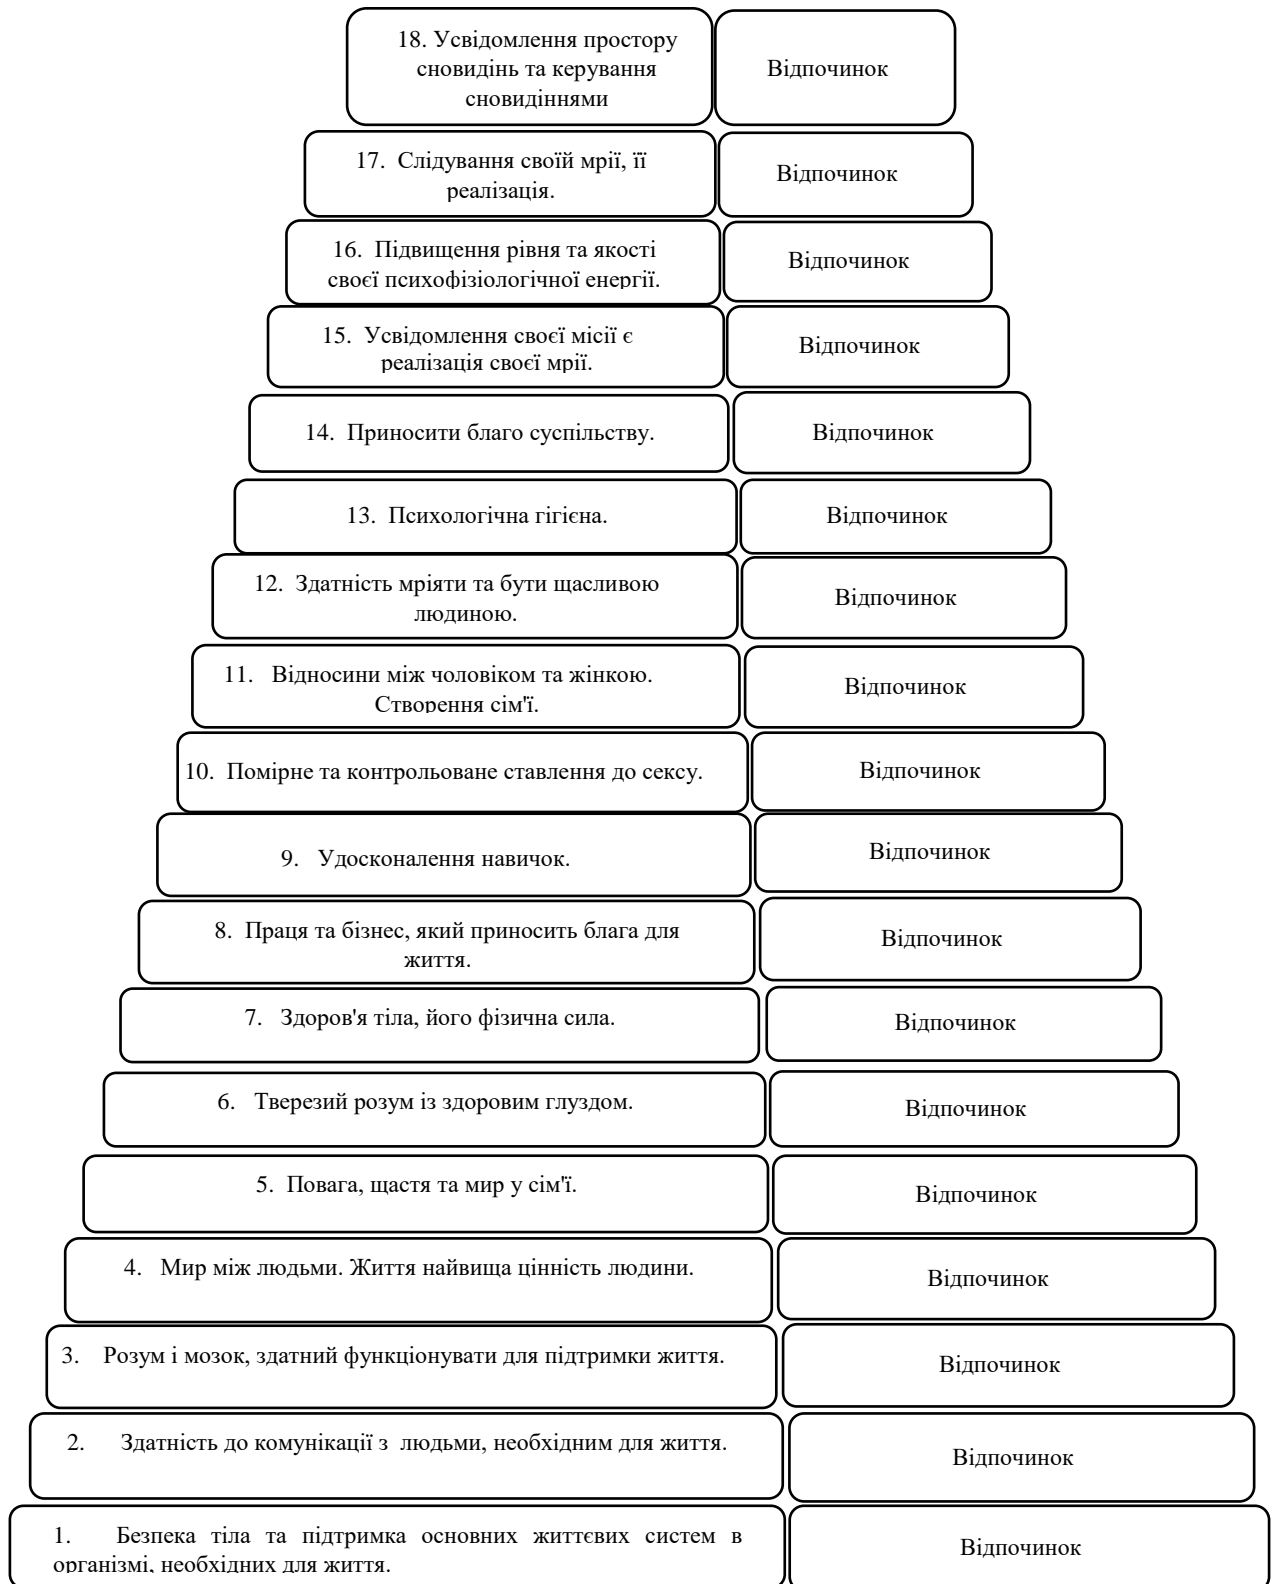 18. Усвідомлення простору
сновидінь та керування
сновидіннями
Відпочинок
17. Слідування своїй мрії, її
реалізація.
Відпочинок
16. Підвищення рівня та якості
своєї психофізіологічної енергії.
Відпочинок
15. Усвідомлення своєї місії є
реалізація своєї мрії.
Відпочинок
14. Приносити благо суспільству.
Відпочинок
13. Психологічна гігієна.
Відпочинок
12. Здатність мріяти та бути щасливою
людиною.
Відпочинок
11. Відносини між чоловіком та жінкою.
Створення сім'ї.
Відпочинок
10. Помірне та контрольоване ставлення до сексу.
Відпочинок
9. Удосконалення навичок.
Відпочинок
8. Праця та бізнес, який приносить блага для
життя.
Відпочинок
7. Здоров'я тіла, його фізична сила.
Відпочинок
6. Тверезий розум із здоровим глуздом.
Відпочинок
5. Повага, щастя та мир у сім'ї.
Відпочинок
4. Мир між людьми. Життя найвища цінність людини.
Відпочинок
3. Розум і мозок, здатний функціонувати для підтримки життя.
Відпочинок
2. Здатність до комунікації з людьми, необхідним для життя.
Відпочинок
1. Безпека тіла та підтримка основних життєвих систем в
організмі, необхідних для життя.
Відпочинок